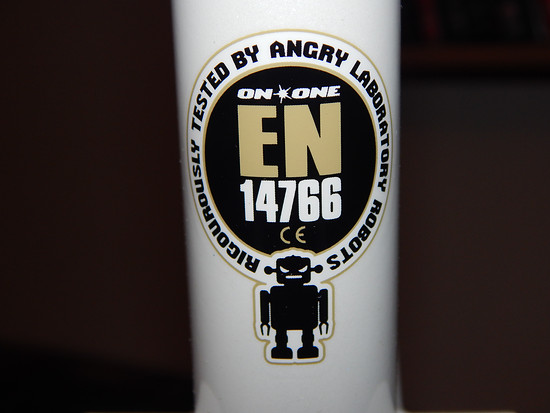 RIGOUROUSLY TESTED BY ANGRY LABORATORY ROBOTS
ON ONE
EN
14766
CE